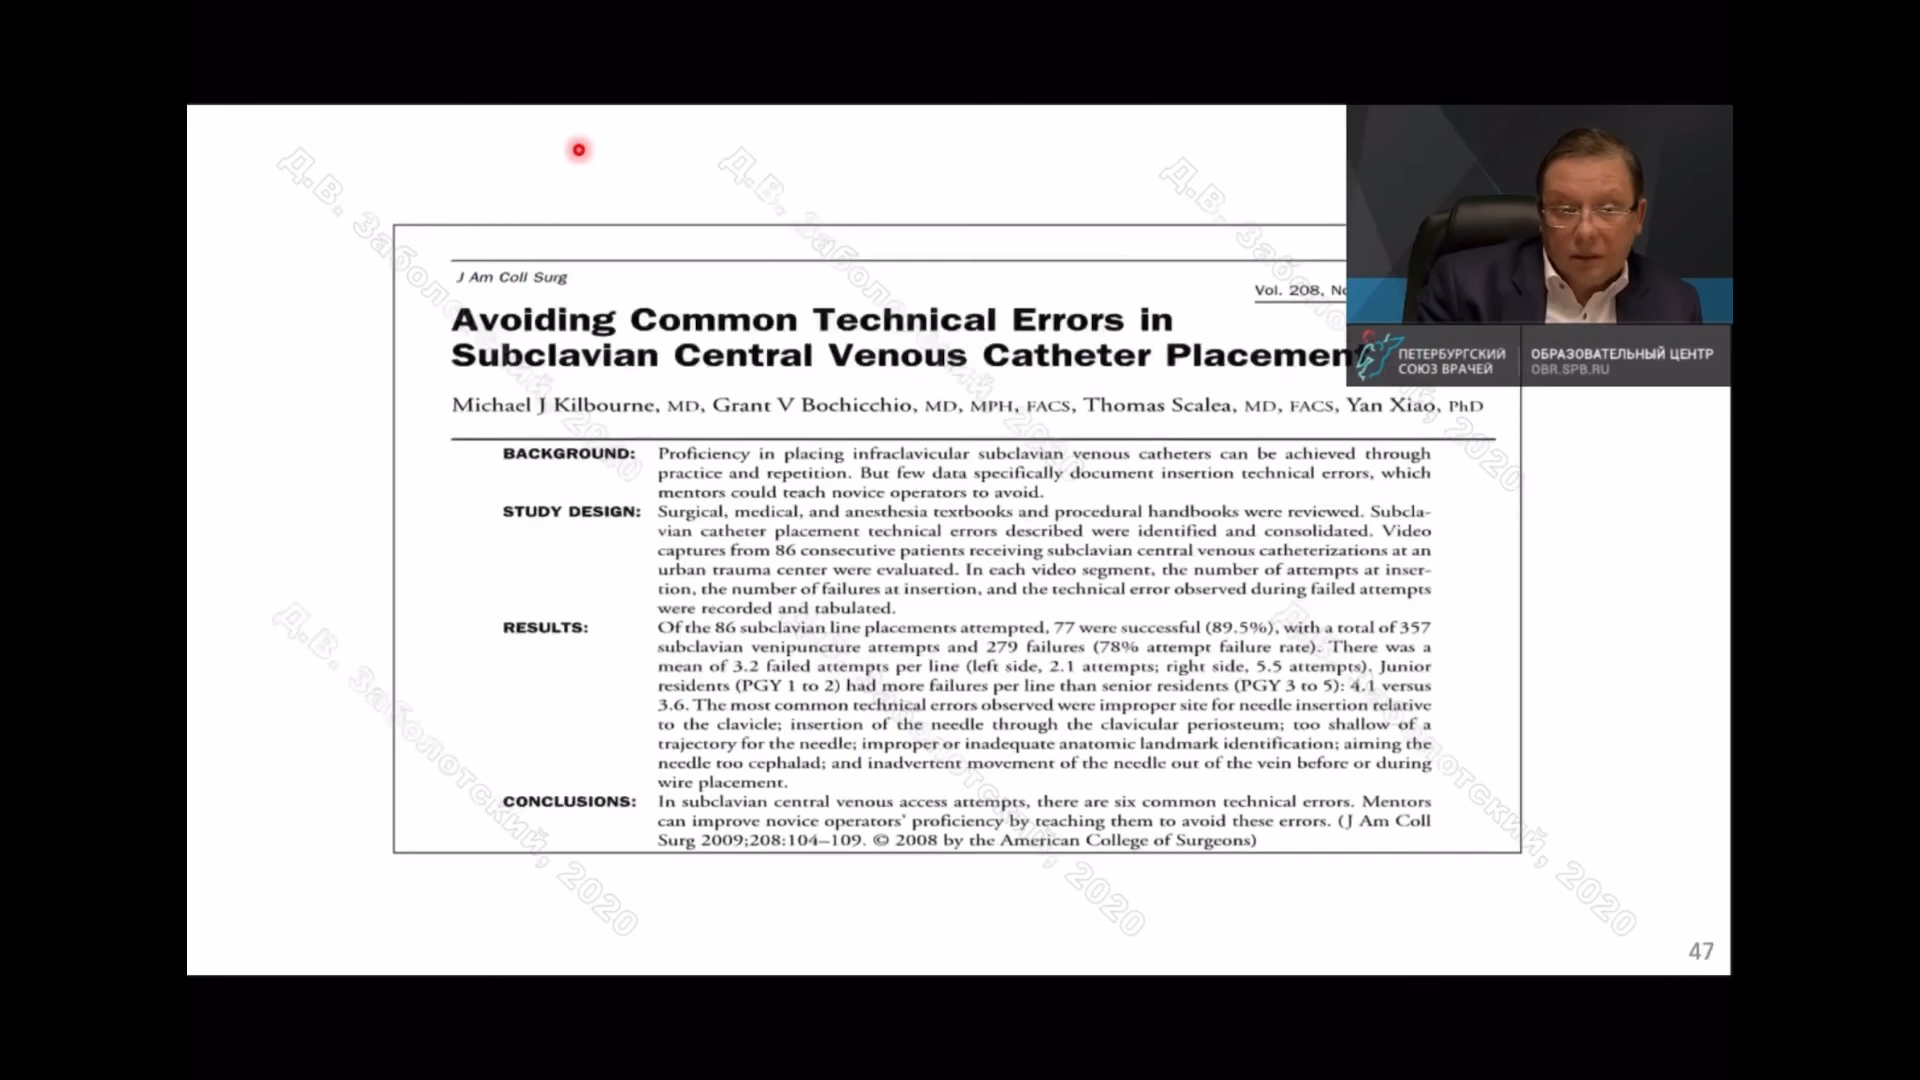 J Am Coll Surg
Vol. 208,
Avoiding Common Technical Errors in
Subclavian Central Venous Catheter Placement
Michael J Kilbourne, MD, Grant V Bochicchio, MD, MPH, FACS, Thomas Scalea, MD, FACS, Yan Xiao, PhD
BACKGROUND: Proficiency in placing infraclavicular subclavian venous catheters can be achieved through
practice and repetition. But few data specifically document insertion technical errors, which
mentors could teach novice operators to avoid.
STUDY DESIGN: Surgical, medical, and anesthesia textbooks and procedural handbooks were reviewed. Subcla-
vian catheter placement technical errors described were identified and consolidated. Video
captures from 86 consecutive patients receiving subclavian central venous catheterizations at an
urban trauma center were evaluated. In each video segment, the number of attempts at inser-
tion, the number of failures at insertion, and the technical error observed during failed attempts
were recorded and tabulated.
RESULTS: Of the 86 subclavian line placements attempted, 77 were successful (89.5%), with a total of 357
subclavian venipuncture attempts and 279 failures (78% attempt failure rate). There was a
mean of 3.2 failed attempts per line (left side, 2.1 attempts; right side, 5.5 attempts). Junior
residents (PGY 1 to 2) had more failures per line than senior residents (PGY 3 to 5): 4.1 versus
3.6. The most common technical errors observed were improper site for needle insertion relative
to the clavicle; insertion of the needle through the clavicular periosteum; too shallow of a
trajectory for the needle; improper or inadequate anatomic landmark identification; aiming the
needle too cephalad; and inadvertent movement of the needle out of the vein before or during
wire placement.
CONCLUSIONS: In subclavian central venous access attempts, there are six common technical errors. Mentors
can improve novice operators' proficiency by teaching them to avoid these errors. (J Am Coll
Surg 2009;208:104–109. © 2008 by the American College of Surgeons)
ПЕТЕРБУРГСКИЙ
СОЮЗ ВРАЧЕЙ
ОБРАЗОВАТЕЛЬНЫЙ ЦЕНТР
OBR.SPB.RU
Д.В. Заболотский, 2020
Д.В. Заболотский, 2020
Д.В. Заболотский, 2020
Д.В. Заболотский, 2020
Д.В. Заболотский, 2020
Д.В. Заболотский, 2020
47